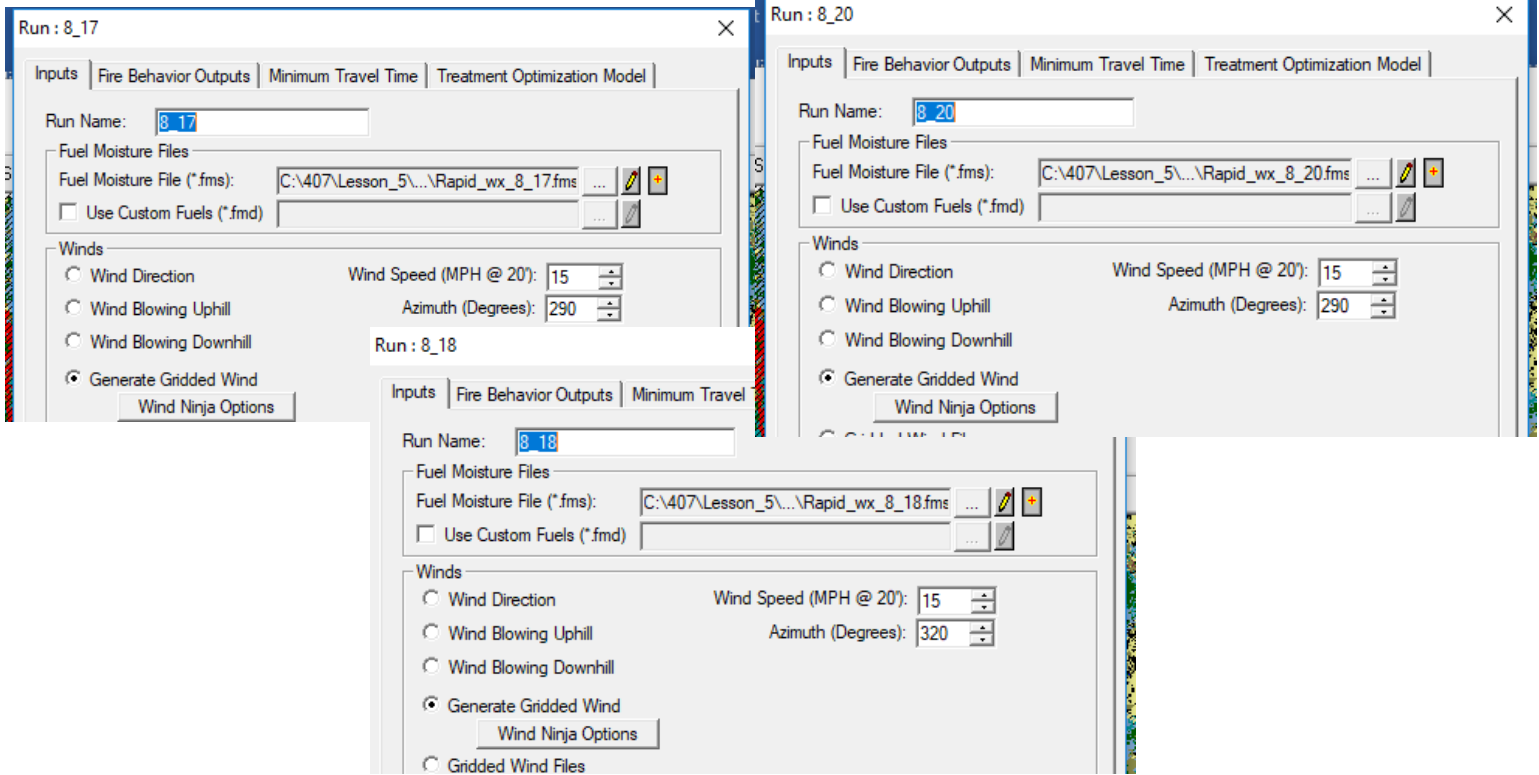 Run : 8_17
Inputs Fire Behavior Outputs Minimum Travel Time Treatment Optimization Model
Run Name: 8_17
Fuel Moisture Files
Fuel Moisture File (*.fms): C:\407\Lesson_5\...\Rapid_wx_8_17.fms ...
Use Custom Fuels (*.fmd) ...
Winds
Wind Direction Wind Speed (MPH @ 20'): 15
Wind Blowing Uphill Azimuth (Degrees): 290
Wind Blowing Downhill
Generate Gridded Wind
Wind Ninja Options
Run : 8_20
Inputs Fire Behavior Outputs Minimum Travel Time Treatment Optimization Model
Run Name: 8_20
Fuel Moisture Files
Fuel Moisture File (*.fms): C:\407\Lesson_5\...\Rapid_wx_8_20.fms ...
Use Custom Fuels (*.fmd) ...
Winds
Wind Direction Wind Speed (MPH @ 20'): 15
Wind Blowing Uphill Azimuth (Degrees): 290
Wind Blowing Downhill
Generate Gridded Wind
Wind Ninja Options
Run : 8_18
Inputs Fire Behavior Outputs Minimum Travel
Run Name: 8_18
Fuel Moisture Files
Fuel Moisture File (*.fms): C:\407\Lesson_5\...\Rapid_wx_8_18.fms ...
Use Custom Fuels (*.fmd) ...
Winds
Wind Direction Wind Speed (MPH @ 20'): 15
Wind Blowing Uphill Azimuth (Degrees): 320
Wind Blowing Downhill
Generate Gridded Wind
Wind Ninja Options
Gridded Wind Files